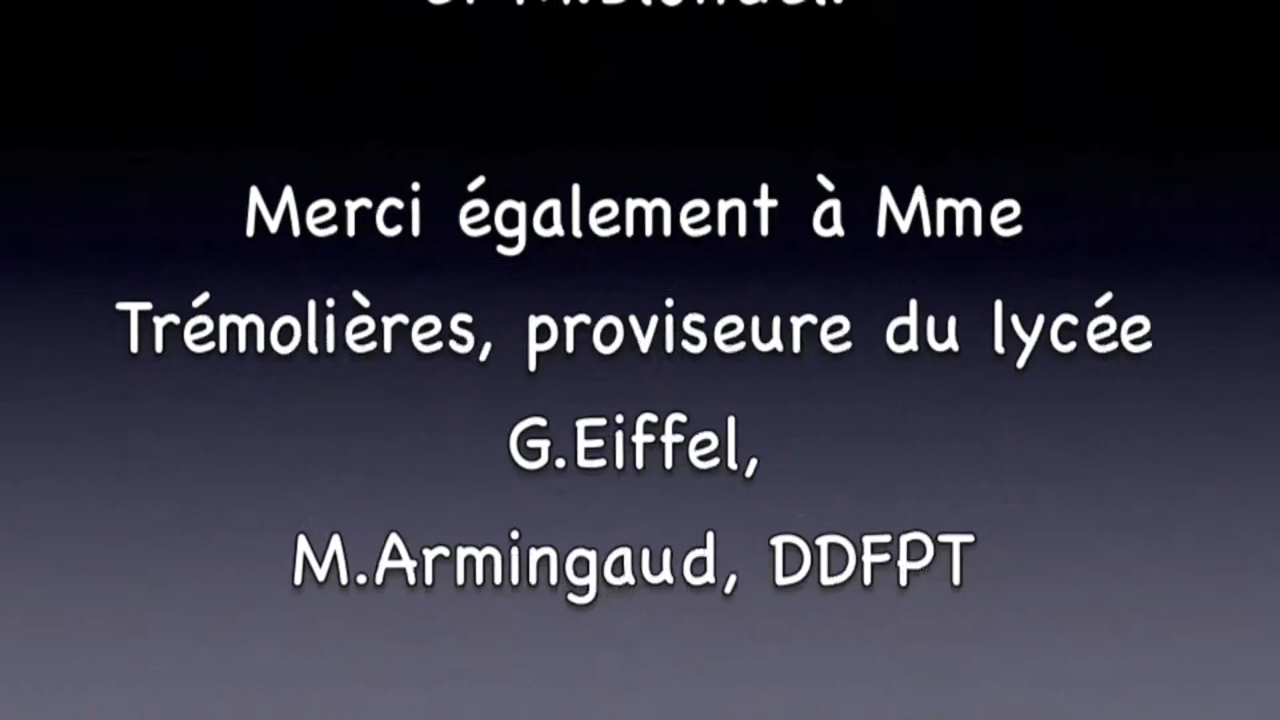 Merci également à Mme
Trémolières, proviseure du lycée
G.Eiffel,
M.Armingaud, DDFPT